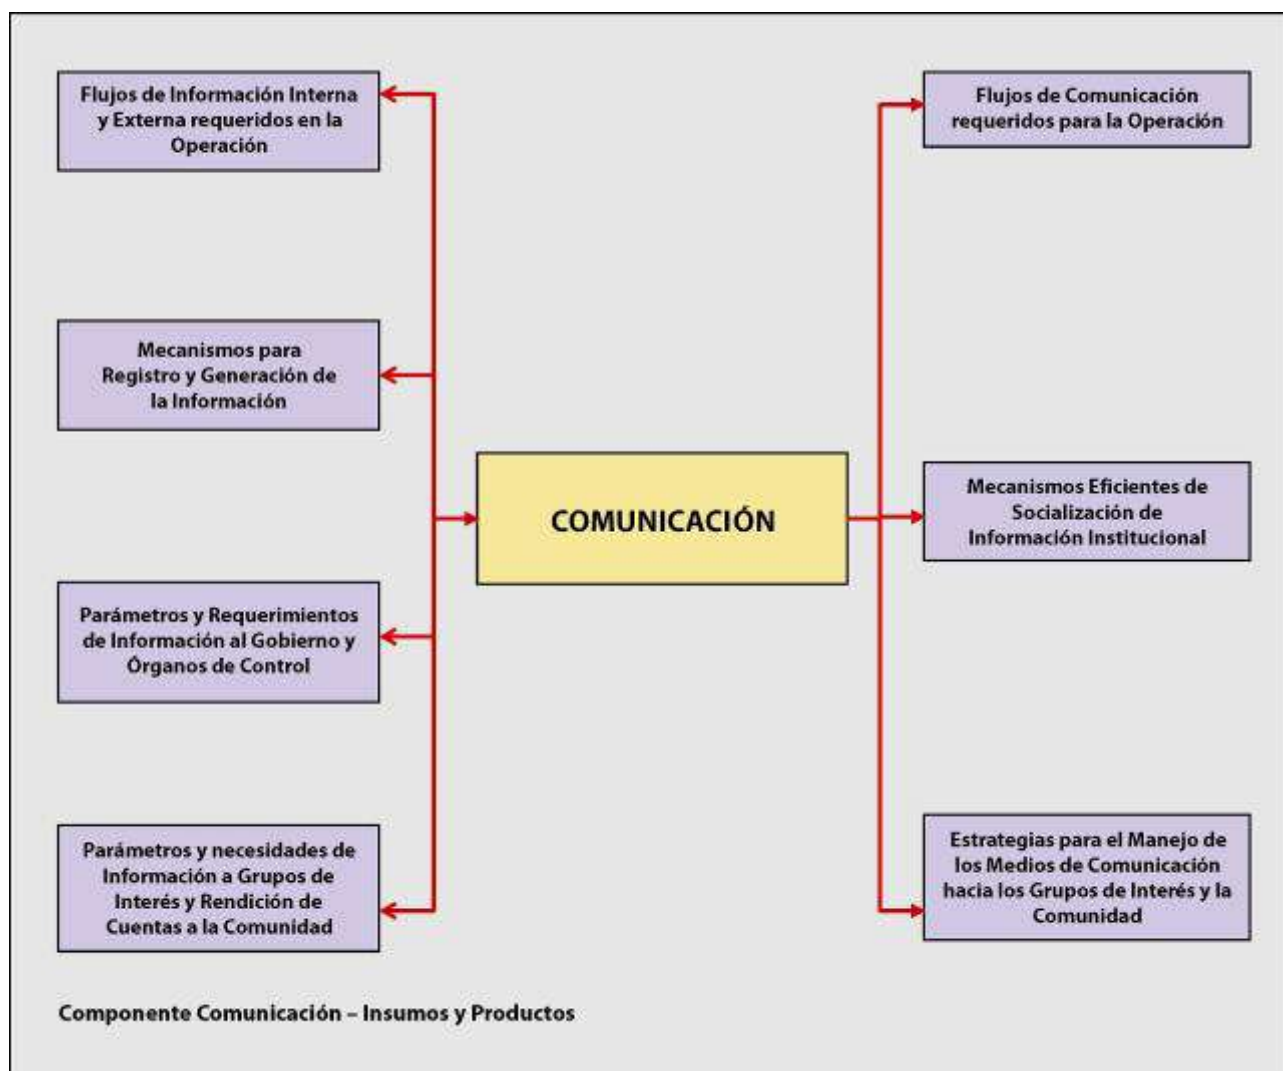 Flujos de Información Interna
y Externa requeridos en la
Operación
Mecanismos para
Registro y Generación de
la Información
Parámetros y Requerimientos
de Información al Gobierno y
Órganos de Control
Parámetros y necesidades de
Información a Grupos de
Interés y Rendición de
Cuentas a la Comunidad
COMUNICACIÓN
Flujos de Comunicación
requeridos para la Operación
Mecanismos Eficientes de
Socialización de
Información Institucional
Estrategias para el Manejo de
los Medios de Comunicación
hacia los Grupos de Interés y la
Comunidad
Componente Comunicación – Insumos y Productos